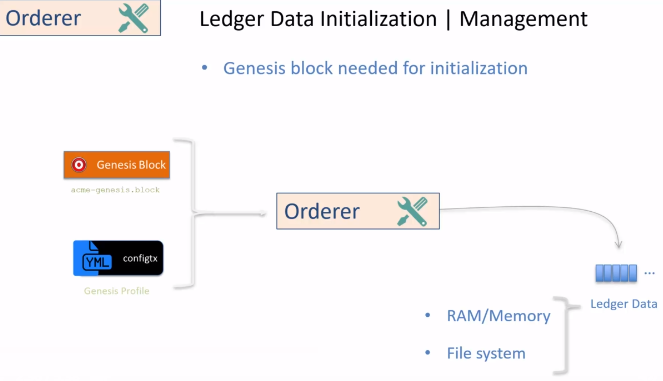 Orderer
Ledger Data Initialization | Management
• Genesis block needed for initialization
Genesis Block
acme-genesis.block
YML
configtx
Genesis Profile
Orderer
...
Ledger Data
• RAM/Memory
• File system